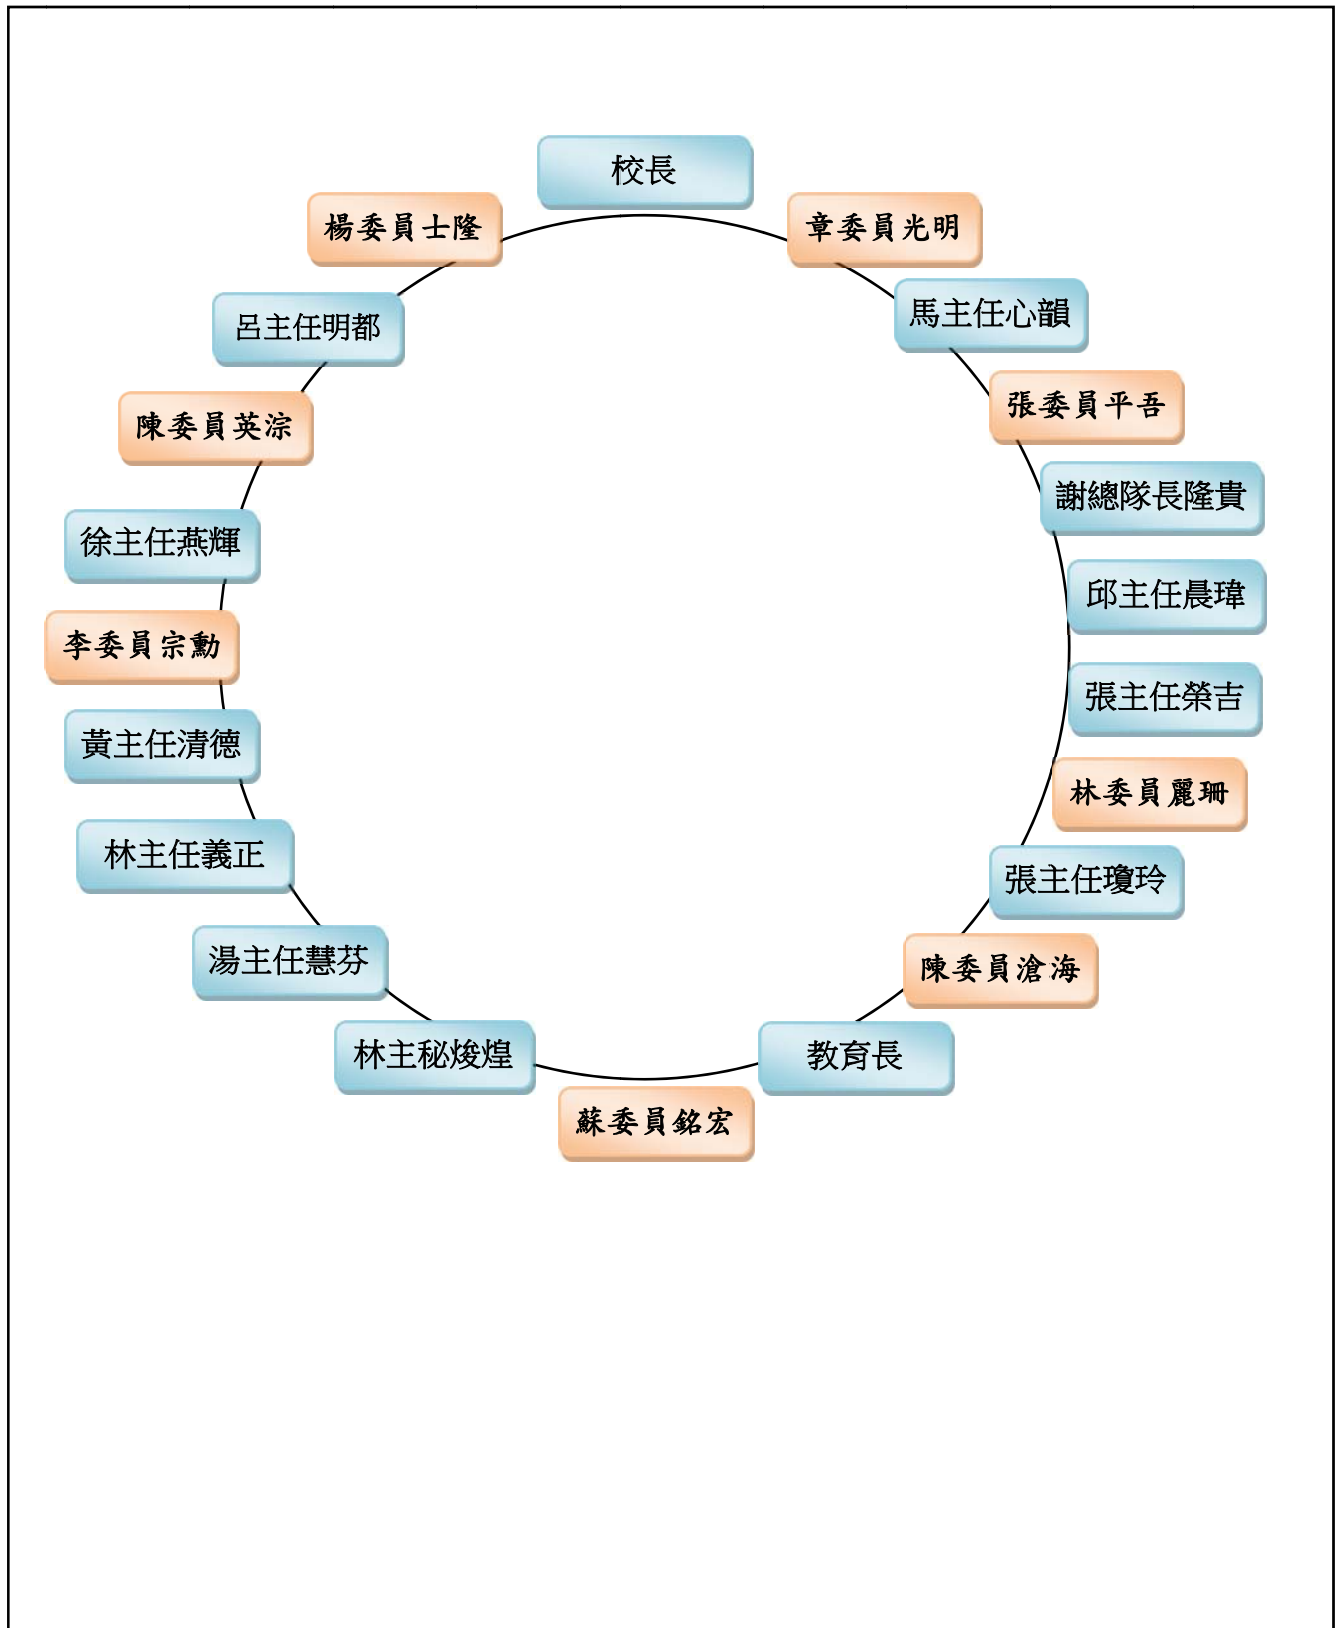 校長
楊委員士隆
章委員光明
馬主任心韻
呂主任明都
張委員平吾
陳委員英淙
謝總隊長隆貴
徐主任燕輝
邱主任晨瑋
李委員宗勳
張主任榮吉
黃主任清德
林委員麗珊
林主任義正
張主任瓊玲
湯主任慧芬
陳委員滄海
林主秘焌煌
教育長
蘇委員銘宏